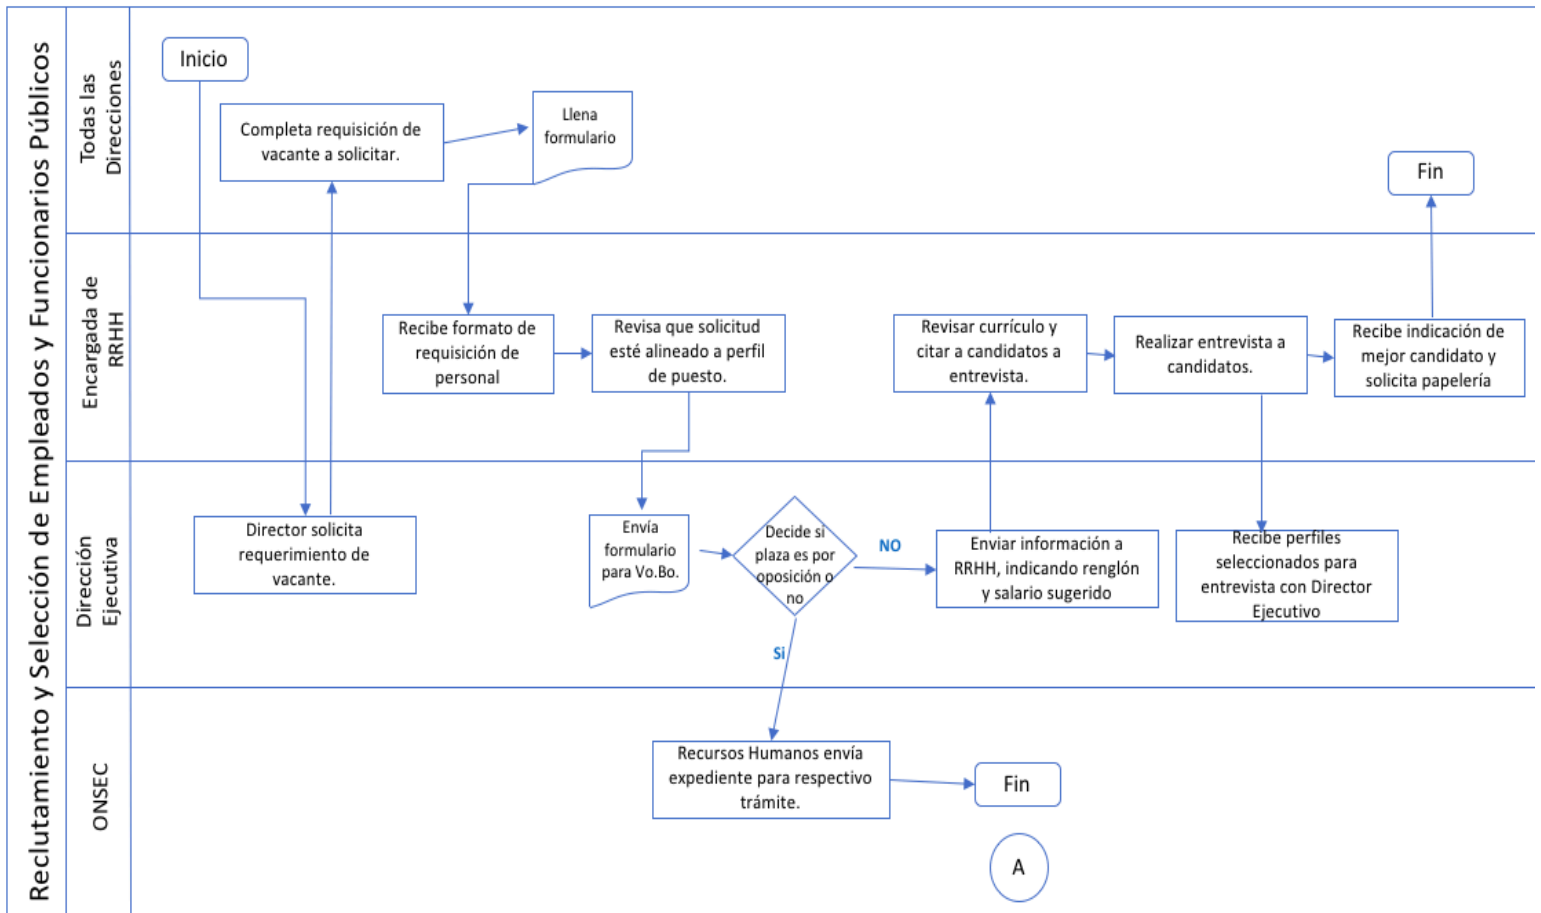 Reclutamiento y Selección de Empleados y Funcionarios Públicos
Todas las
Direcciones
Inicio
Completa requisición de
vacante a solicitar.
Llena
formulario
Fin
Encargada de
RRHH
Recibe formato de
requisición de
personal
Revisa que solicitud
esté alineado a perfil
de puesto.
Revisar currículo y
citar a candidatos a
entrevista.
Realizar entrevista a
candidatos.
Recibe indicación de
mejor candidato y
solicita papelería
Dirección
Ejecutiva
Director solicita
requerimiento de
vacante.
Envía
formulario
para Vo.Bo.
Decide si
plaza es por
oposición o
no
NO
Si
Enviar información a
RRHH, indicando renglón
y salario sugerido
Recibe perfiles
seleccionados para
entrevista con Director
Ejecutivo
ONSEC
Recursos Humanos envía
expediente para respectivo
trámite.
Fin
A